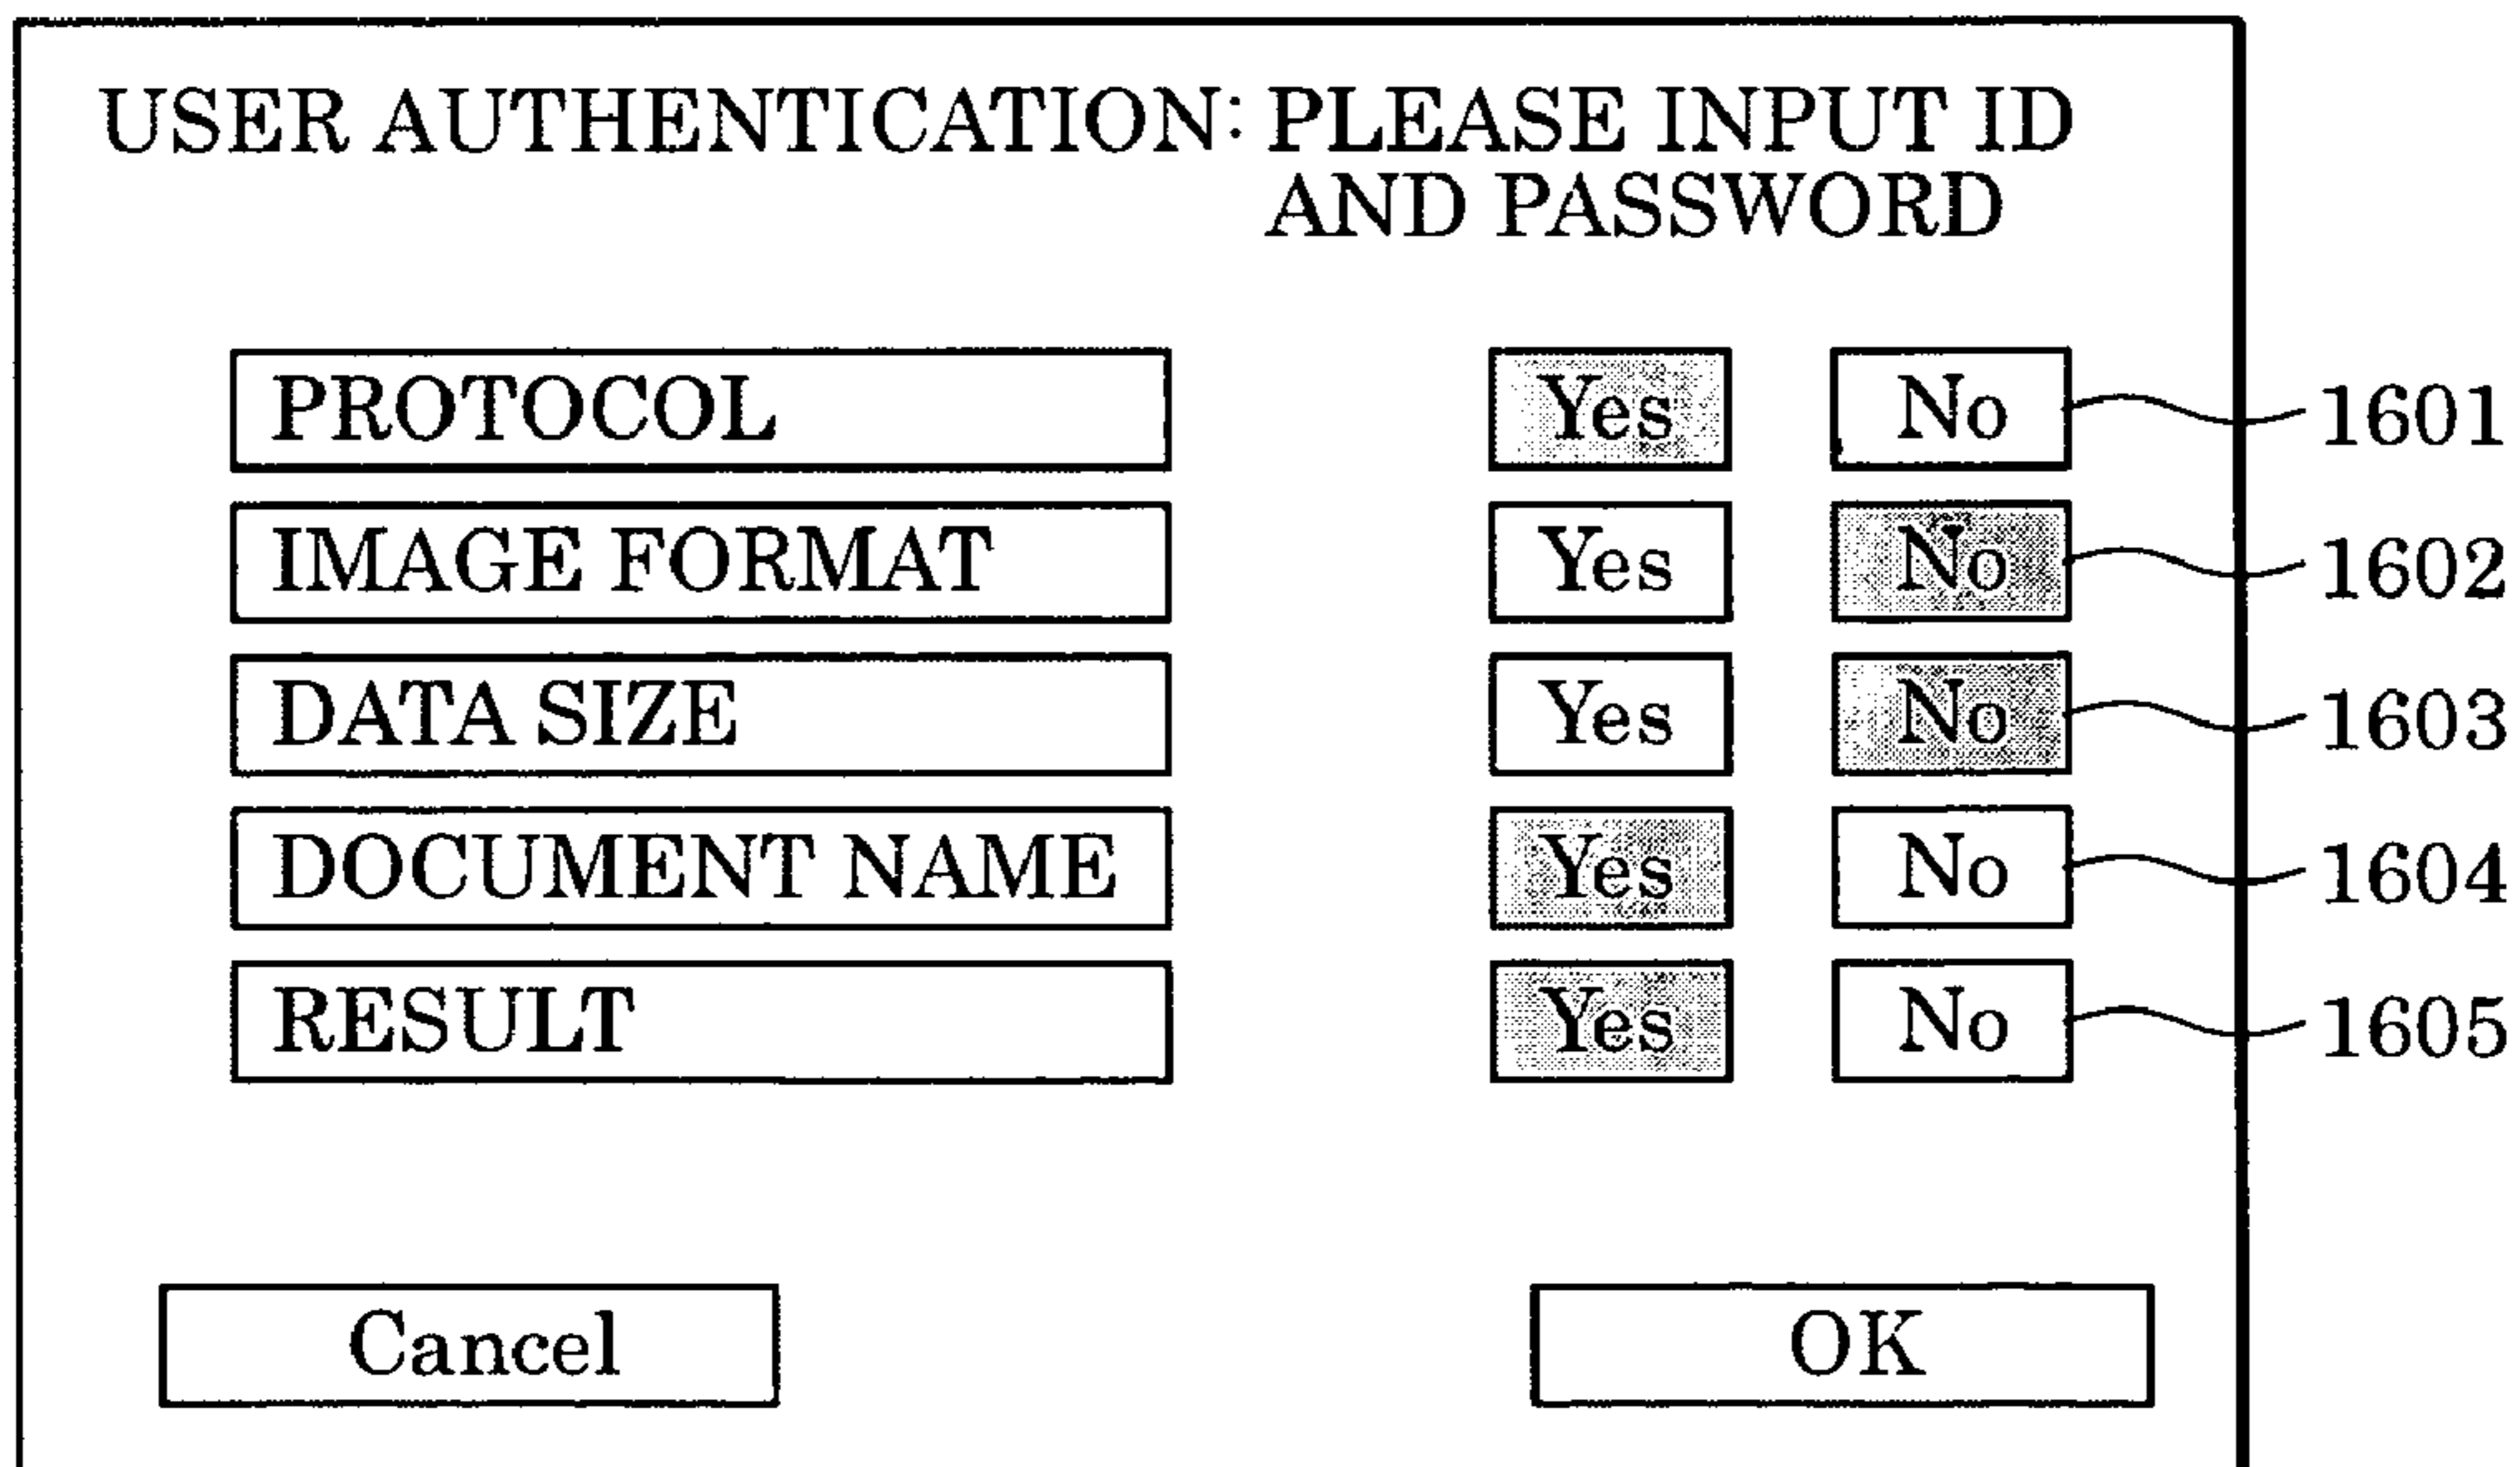 USER AUTHENTICATION: PLEASE INPUT ID
AND PASSWORD
PROTOCOL Yes No 1601
IMAGE FORMAT Yes No 1602
DATA SIZE Yes No 1603
DOCUMENT NAME Yes No 1604
RESULT Yes No 1605
Cancel OK